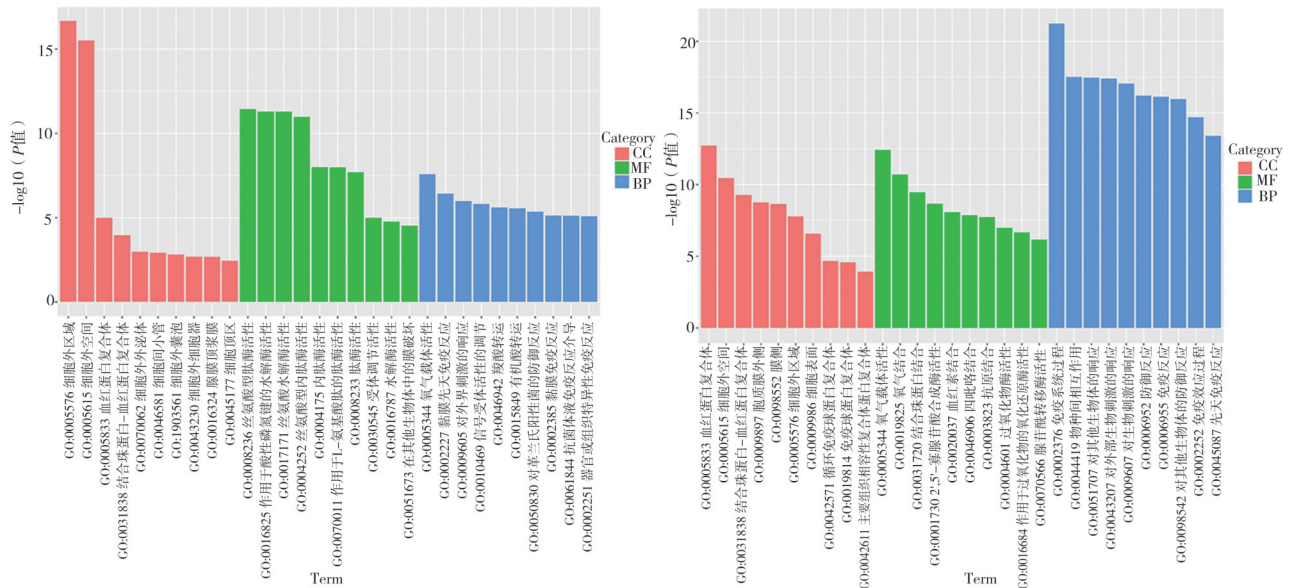 −log10（P值）
15
10
5
0
GO:0005576 细胞外区域
GO:0005615 细胞外空间
GO:0005833 血红蛋白复合体
GO:0031838 结合珠蛋白-血红蛋白复合体
GO:0070062 细胞外外泌体
GO:0046581 细胞间小管
GO:1903561 细胞外囊泡
GO:0043230 细胞外细胞器
GO:0016324 腺膜顶浆膜
GO:0045177 细胞顶区
GO:0008236 丝氨酸型肽酶活性
GO:0016825 作用于酸性磷氮键的水解酶活性
GO:0017171 丝氨酸水解酶活性
GO:0004252 丝氨酸型内肽酶活性
GO:0004175 内肽酶活性
GO:0070011 作用于L-氨基酸肽的肽酶活性
GO:0008233 肽酶活性
GO:0030545 受体调节活性
GO:0016787 水解酶活性
GO:0051673 在其他生物体中的膜破坏
GO:0005344 氧气载体活性
GO:0002227 黏膜先天免疫反应
GO:0009605 对外界刺激的响应
GO:0010469 信号受体活性的调节
GO:0046942 羧酸转运
GO:0015849 有机酸转运
GO:0050830 对革兰氏阳性菌的防御反应
GO:0002385 黏膜免疫反应
GO:0061844 抗菌体液免疫反应介导
GO:0002251 器官或组织特异性免疫反应
Term
Category
CC
MF
BP
−log10（P值）
20
15
10
5
0
GO:0005833 血红蛋白复合体
GO:0005615 细胞外空间
GO:0031838 结合珠蛋白-血红蛋白复合体
GO:0009897 胞质膜外侧
GO:0098552 膜侧
GO:0005576 细胞外区域
GO:0009986 细胞表面
GO:0042571 循环免疫球蛋白复合体
GO:0019814 免疫球蛋白复合体
GO:0042611 主要组织相容性复合体蛋白复合体
GO:0005344 氧气载体活性
GO:0019825 氧气结合
GO:0031720 结合珠蛋白结合
GO:0001730 2',5'-寡腺苷酸合成酶活性
GO:0020037 血红素结合
GO:0046906 四吡咯结合
GO:0003823 抗原结合
GO:0004601 过氧化物酶活性
GO:0016684 作用于过氧化物的氧化还原酶活性
GO:0070566 腺苷酰转移酶活性
GO:0002376 免疫系统过程
GO:0044419 物种间相互作用
GO:0051707 对其他生物体的响应
GO:0043207 对外部生物刺激的响应
GO:0009607 对生物刺激的响应
GO:0006952 防御反应
GO:0006955 免疫反应
GO:0098542 对其他生物体的防御反应
GO:0002252 免疫效应过程
GO:0045087 先天免疫反应
Term
Category
CC
MF
BP